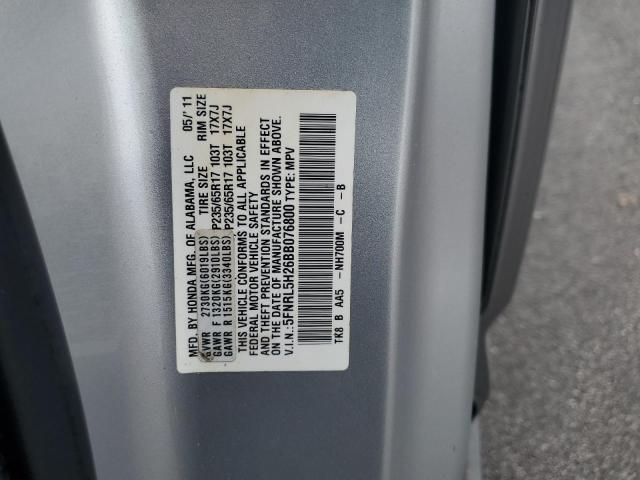 MFD. BY HONDA MFG. OF ALABAMA, LLC 05/'11
TIRE SIZE RIM SIZE
GVWR 2730KG(6019LBS)
GAWR F 1320KG(2910LBS) P235/65R17 103T 17X7J
GAWR R 1515KG(3340LBS) P235/65R17 103T 17X7J
THIS VEHICLE CONFORMS TO ALL APPLICABLE
FEDERAL MOTOR VEHICLE SAFETY
AND THEFT PREVENTION STANDARDS IN EFFECT
ON THE DATE OF MANUFACTURE SHOWN ABOVE.
V.I.N.: 5FNRL5H26BB076800 TYPE: MPV
TK8 B AA5 -NH700M -C -B